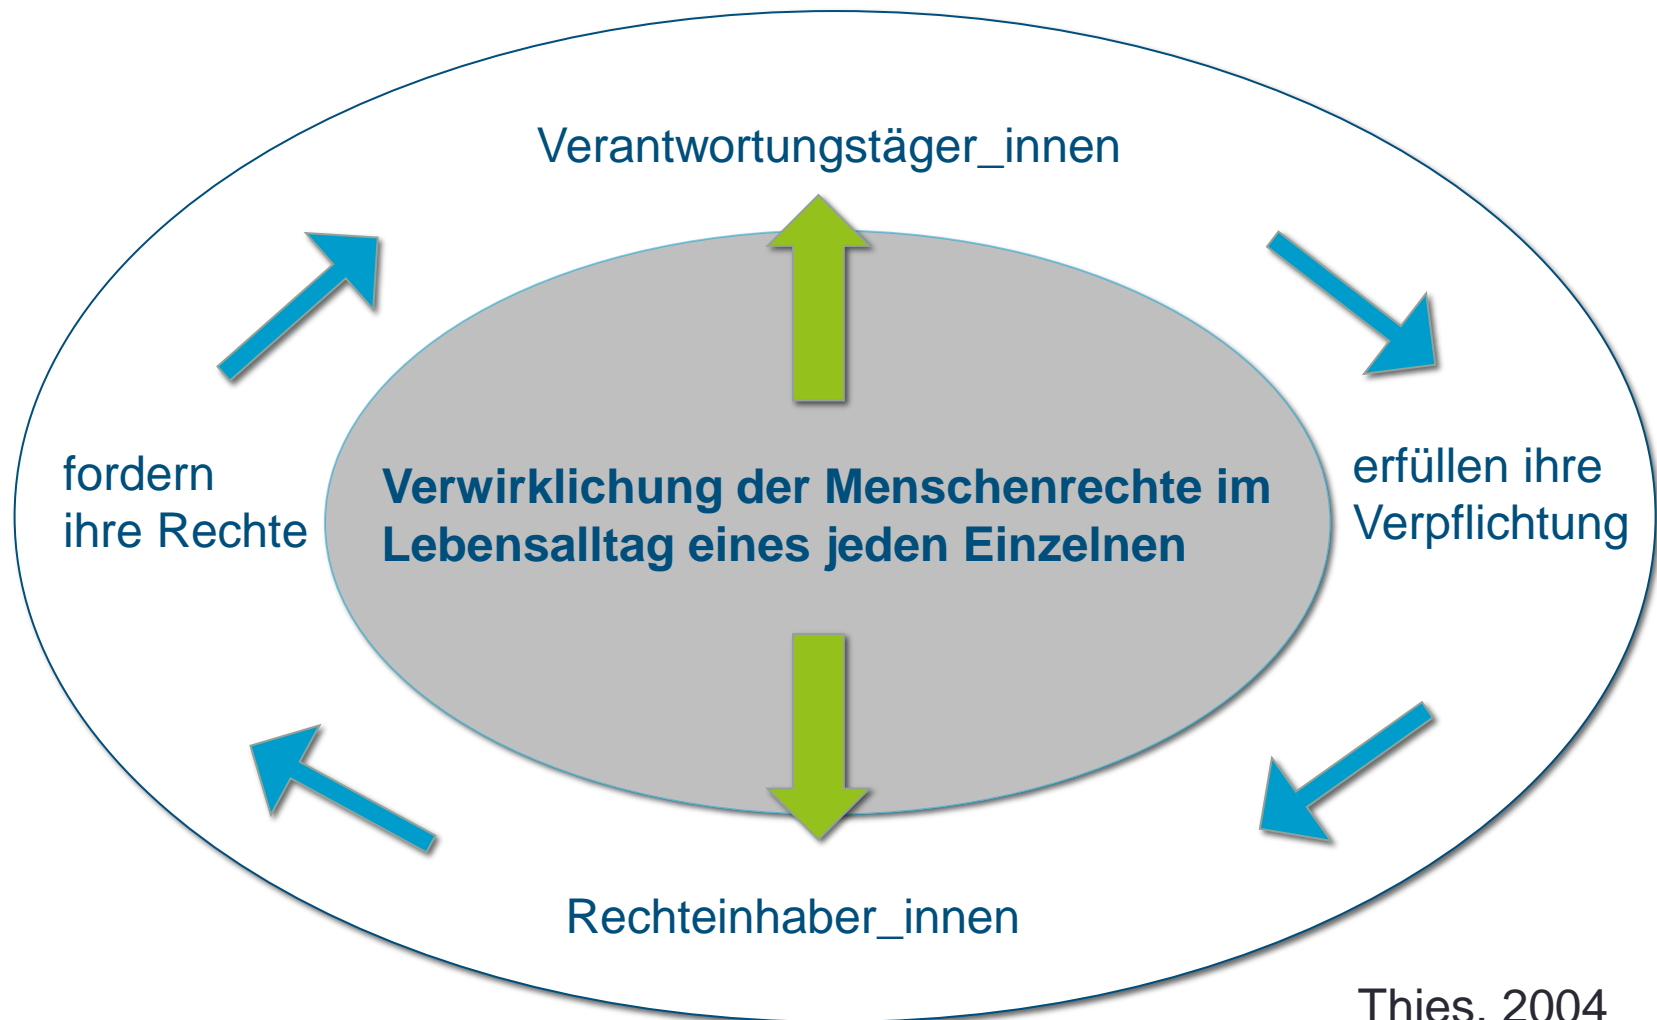 Verantwortungstäger_innen
fordern
ihre Rechte
Verwirklichung der Menschenrechte im
Lebensalltag eines jeden Einzelnen
erfüllen ihre
Verpflichtung
Rechteinhaber_innen
Thies, 2004